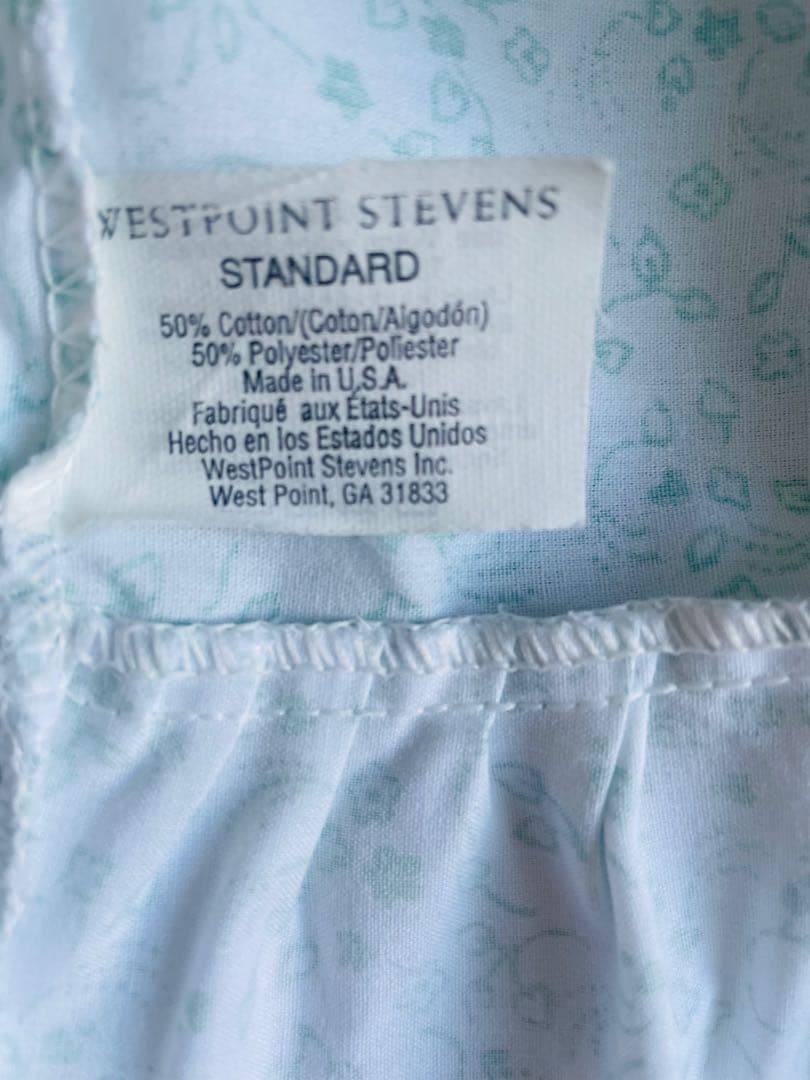 WESTPOINT STEVENS
STANDARD
50% Cotton/(Coton/Algodón)
50% Polyester/Poliester
Made in U.S.A.
Fabriqué aux États-Unis
Hecho en los Estados Unidos
WestPoint Stevens Inc.
West Point, GA 31833